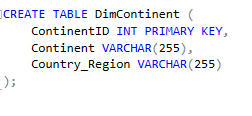 CREATE TABLE DimContinent (
    ContinentID INT PRIMARY KEY,
    Continent VARCHAR(255),
    Country_Region VARCHAR(255)
);